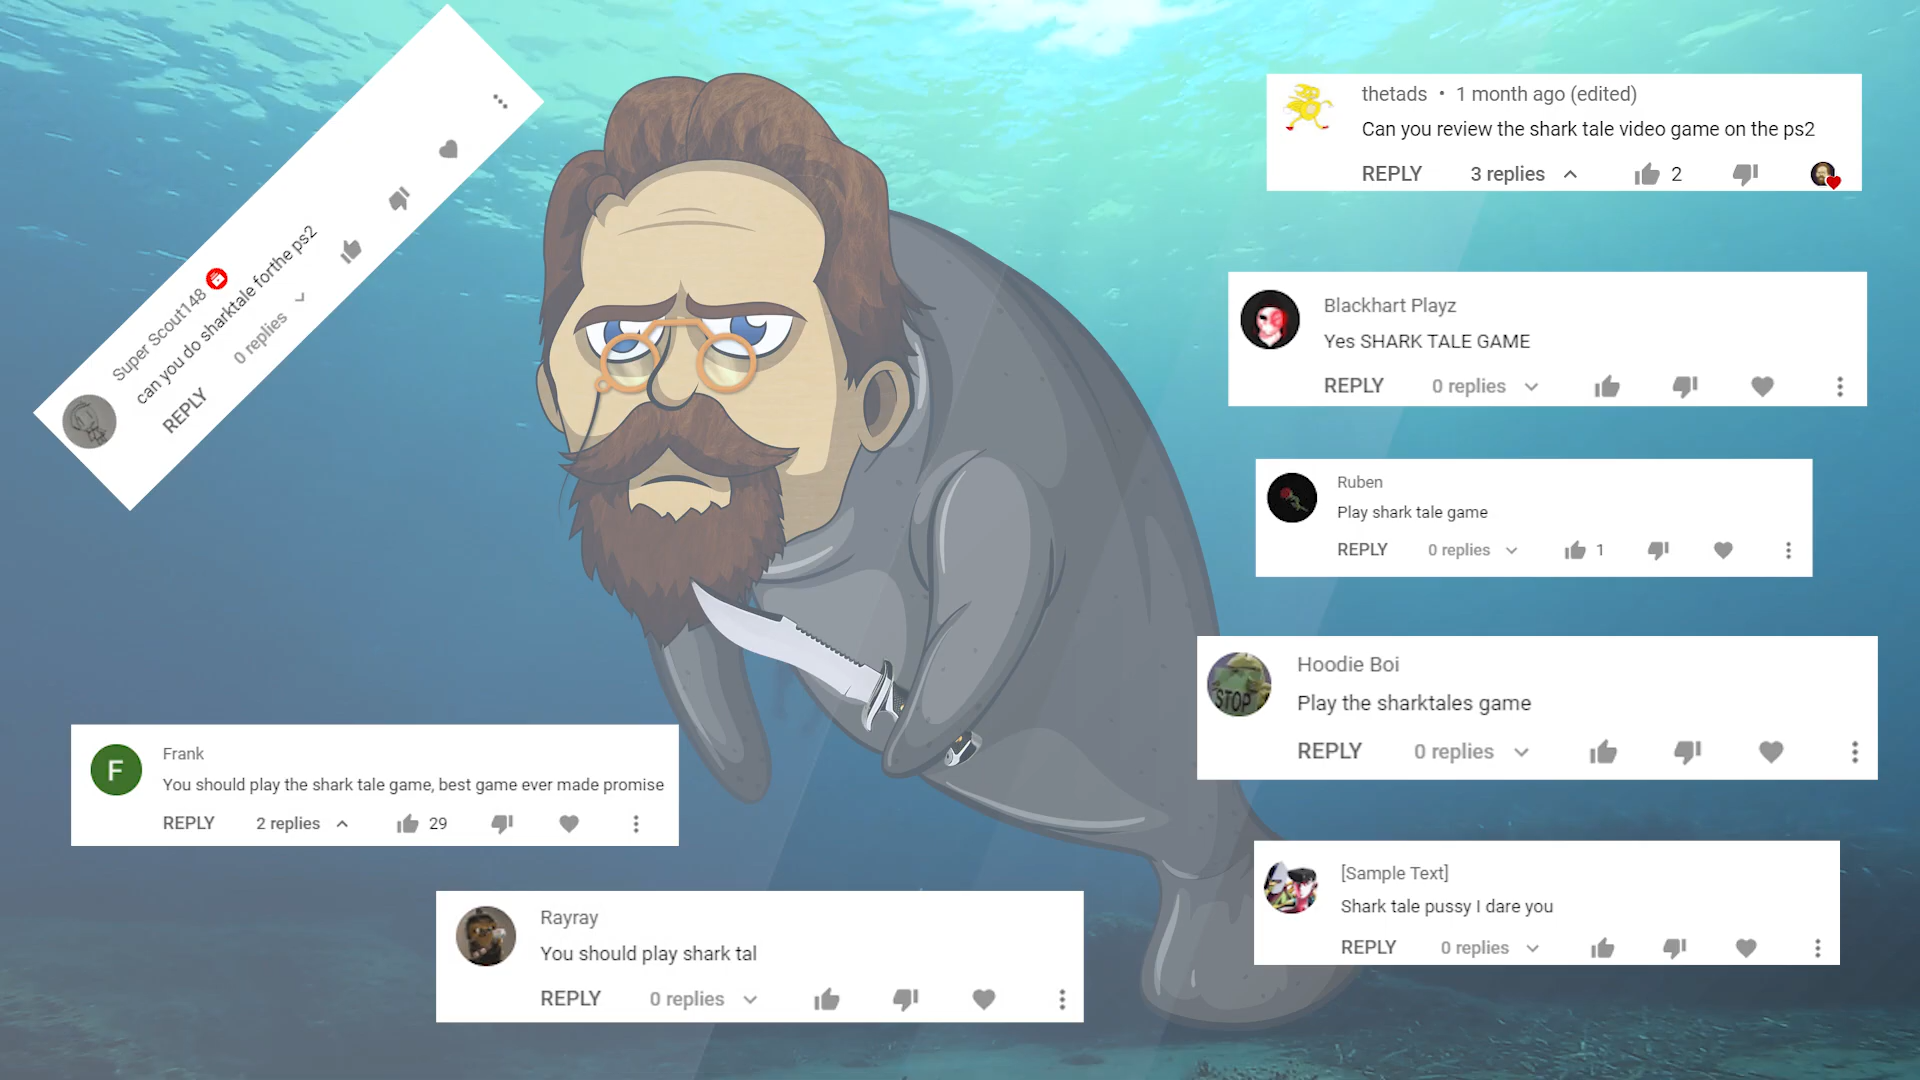 Super Scout148
can you do sharktale forthe ps2
REPLY 0 replies
thetads • 1 month ago (edited)
Can you review the shark tale video game on the ps2
REPLY 3 replies 2
Blackhart Playz
Yes SHARK TALE GAME
REPLY 0 replies
Ruben
Play shark tale game
REPLY 0 replies 1
STOP
Hoodie Boi
Play the sharktales game
REPLY 0 replies
F
Frank
You should play the shark tale game, best game ever made promise
REPLY 2 replies 29
[Sample Text]
Shark tale pussy I dare you
REPLY 0 replies
Rayray
You should play shark tal
REPLY 0 replies